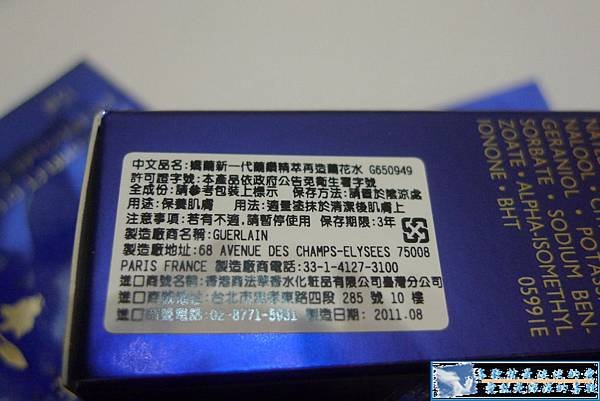 中文品名:嬌蘭新一代蘭鑽精萃再造蘭花水 G650949
許可證字號:本產品依政府公告免衛生署字號
全成份:請參考包裝上標示 保存方法:請置於陰涼處
用途:保養肌膚 用法:適量塗抹於清潔後肌膚上
注意事項:若有不適,請暫停使用 保存期限:3年
製造廠商名稱:GUERLAIN
製造廠地址:68 AVENUE DES CHAMPS-ELYSEES 75008
PARIS FRANCE 製造廠商電話:33-1-4127-3100
進口商號名稱:香港商法華香水化粧品有限公司臺灣分公司
進口商號地址:台北市忠孝東路四段 285 號 10 樓
進口商號電話:02-8771-5931 製造日期:2011.08
NALOOL
GERANIOL · POTAS
SORBATE · SODIUM BEN-
ZOATE · ALPHA-ISOMETHYL
IONONE · BHT 05991E